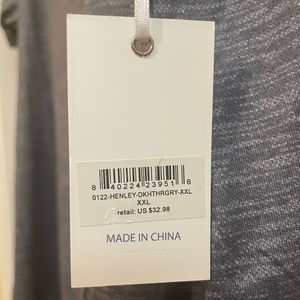 8 40224 23951 6
0122-HENLEY-DKHTHRGRY-XXL
XXL
retail: US $32.98
MADE IN CHINA